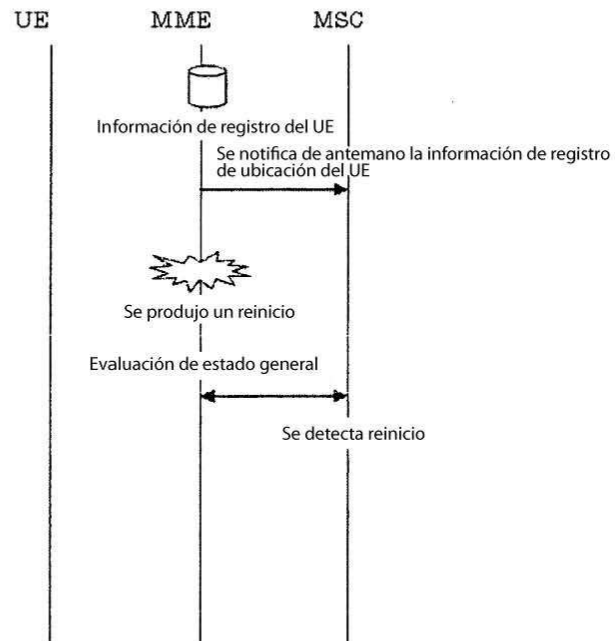 UE MME MSC
Información de registro del UE
Se notifica de antemano la información de registro
de ubicación del UE
Se produjo un reinicio
Evaluación de estado general
Se detecta reinicio